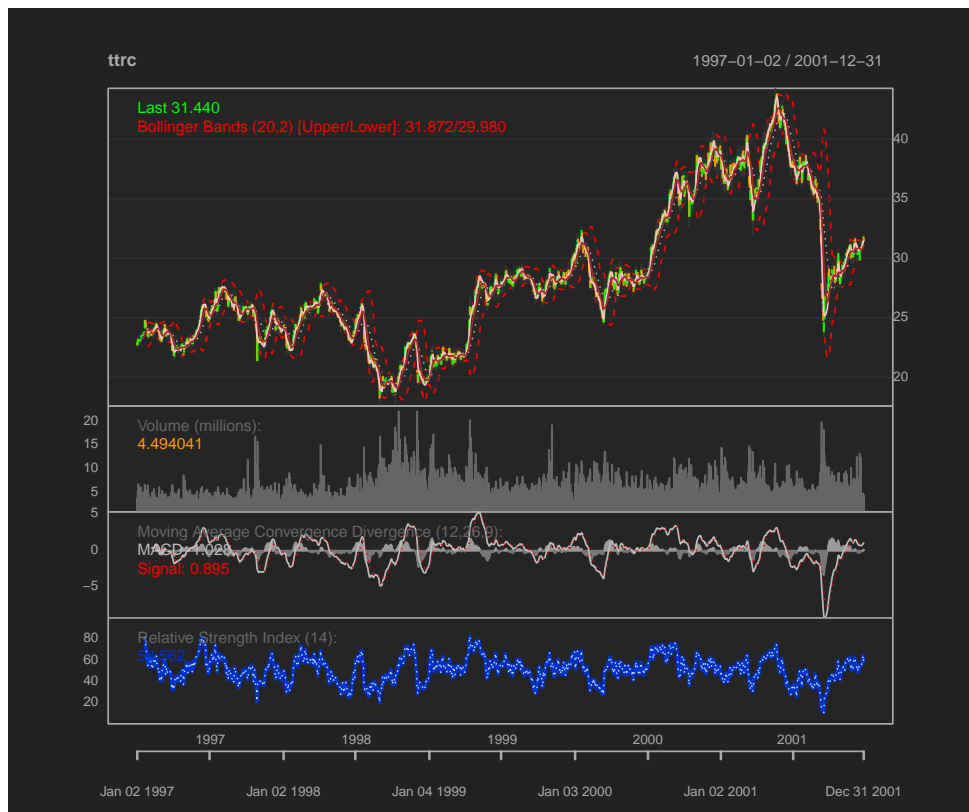 ttrc 1997−01−02 / 2001−12−31
Last 31.440
Bollinger Bands (20,2) [Upper/Lower]: 31.872/29.980
40
35
30
25
20
Volume (millions):
4.494041
20
15
10
5
Moving Average Convergence Divergence (12,26,9):
MACD: 1.029
Signal: 0.895
5
0
−5
Relative Strength Index (14):
80
60
40
20
1997 1998 1999 2000 2001
Jan 02 1997 Jan 02 1998 Jan 04 1999 Jan 03 2000 Jan 02 2001 Dec 31 2001